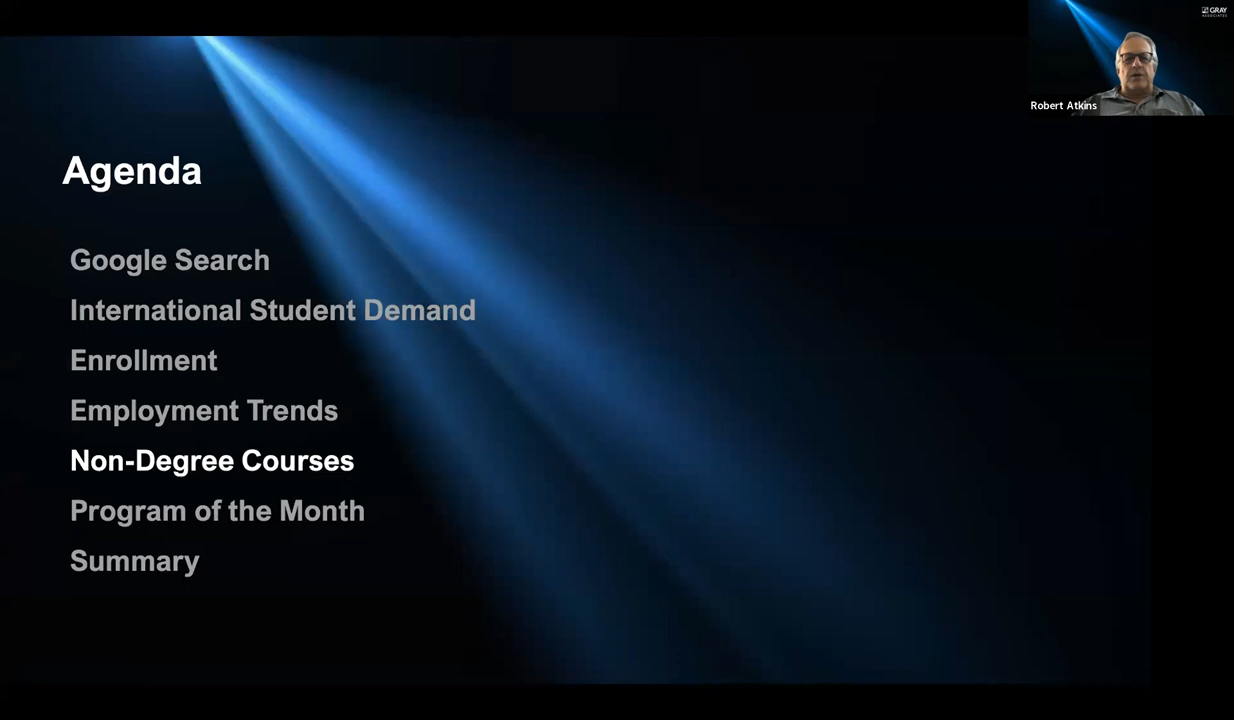 GRAY
ASSOCIATES
Robert Atkins
Agenda
Google Search
International Student Demand
Enrollment
Employment Trends
Non-Degree Courses
Program of the Month
Summary